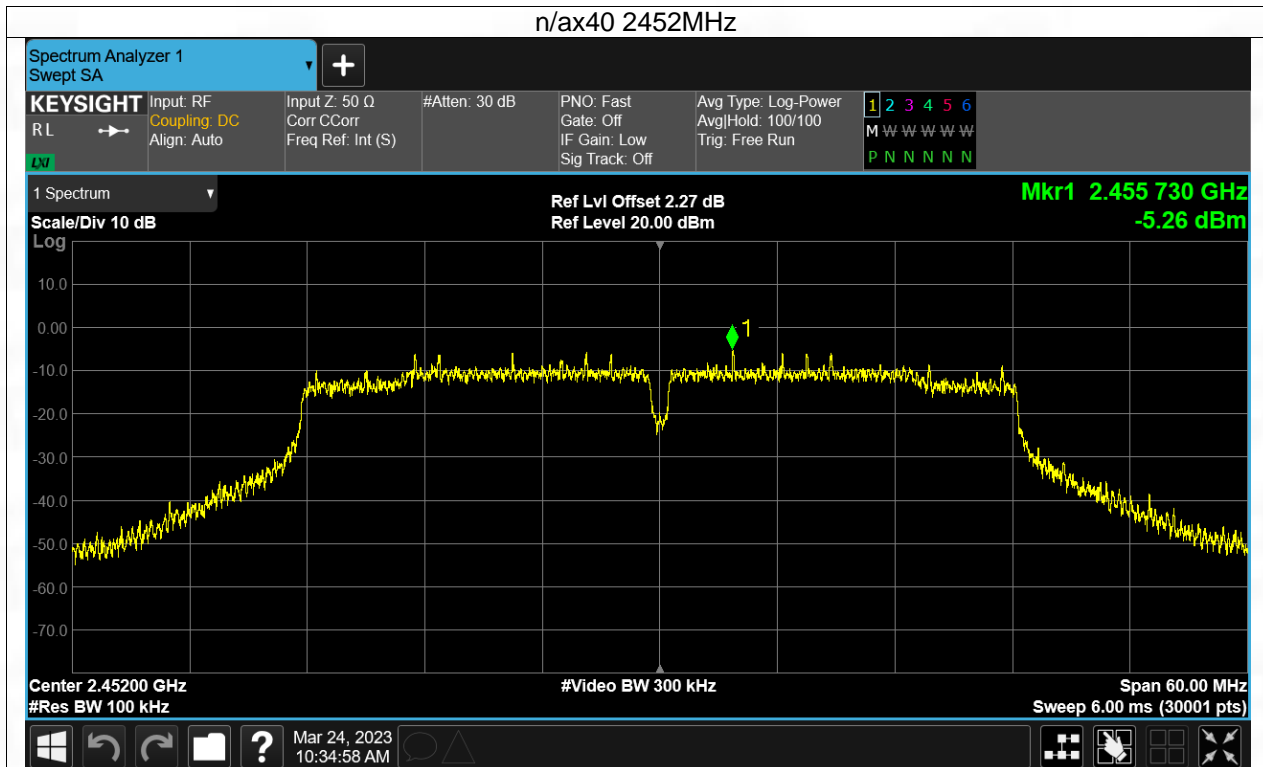 n/ax40 2452MHz
Spectrum Analyzer 1
Swept SA
KEYSIGHT
RL
LXI
Input: RF
Coupling: DC
Align: Auto
Input Z: 50 Ω
Corr CCorr
Freq Ref: Int (S)
#Atten: 30 dB
PNO: Fast
Gate: Off
IF Gain: Low
Sig Track: Off
Avg Type: Log-Power
Avg|Hold: 100/100
Trig: Free Run
1 2 3 4 5 6
M W W W W W
P N N N N N
1 Spectrum
Scale/Div 10 dB
Ref Lvl Offset 2.27 dB
Ref Level 20.00 dBm
Mkr1 2.455 730 GHz
-5.26 dBm
Log
10.0
0.00
-10.0
-20.0
-30.0
-40.0
-50.0
-60.0
-70.0
1
Center 2.45200 GHz
#Res BW 100 kHz
#Video BW 300 kHz
Span 60.00 MHz
Sweep 6.00 ms (30001 pts)
?
Mar 24, 2023
10:34:58 AM